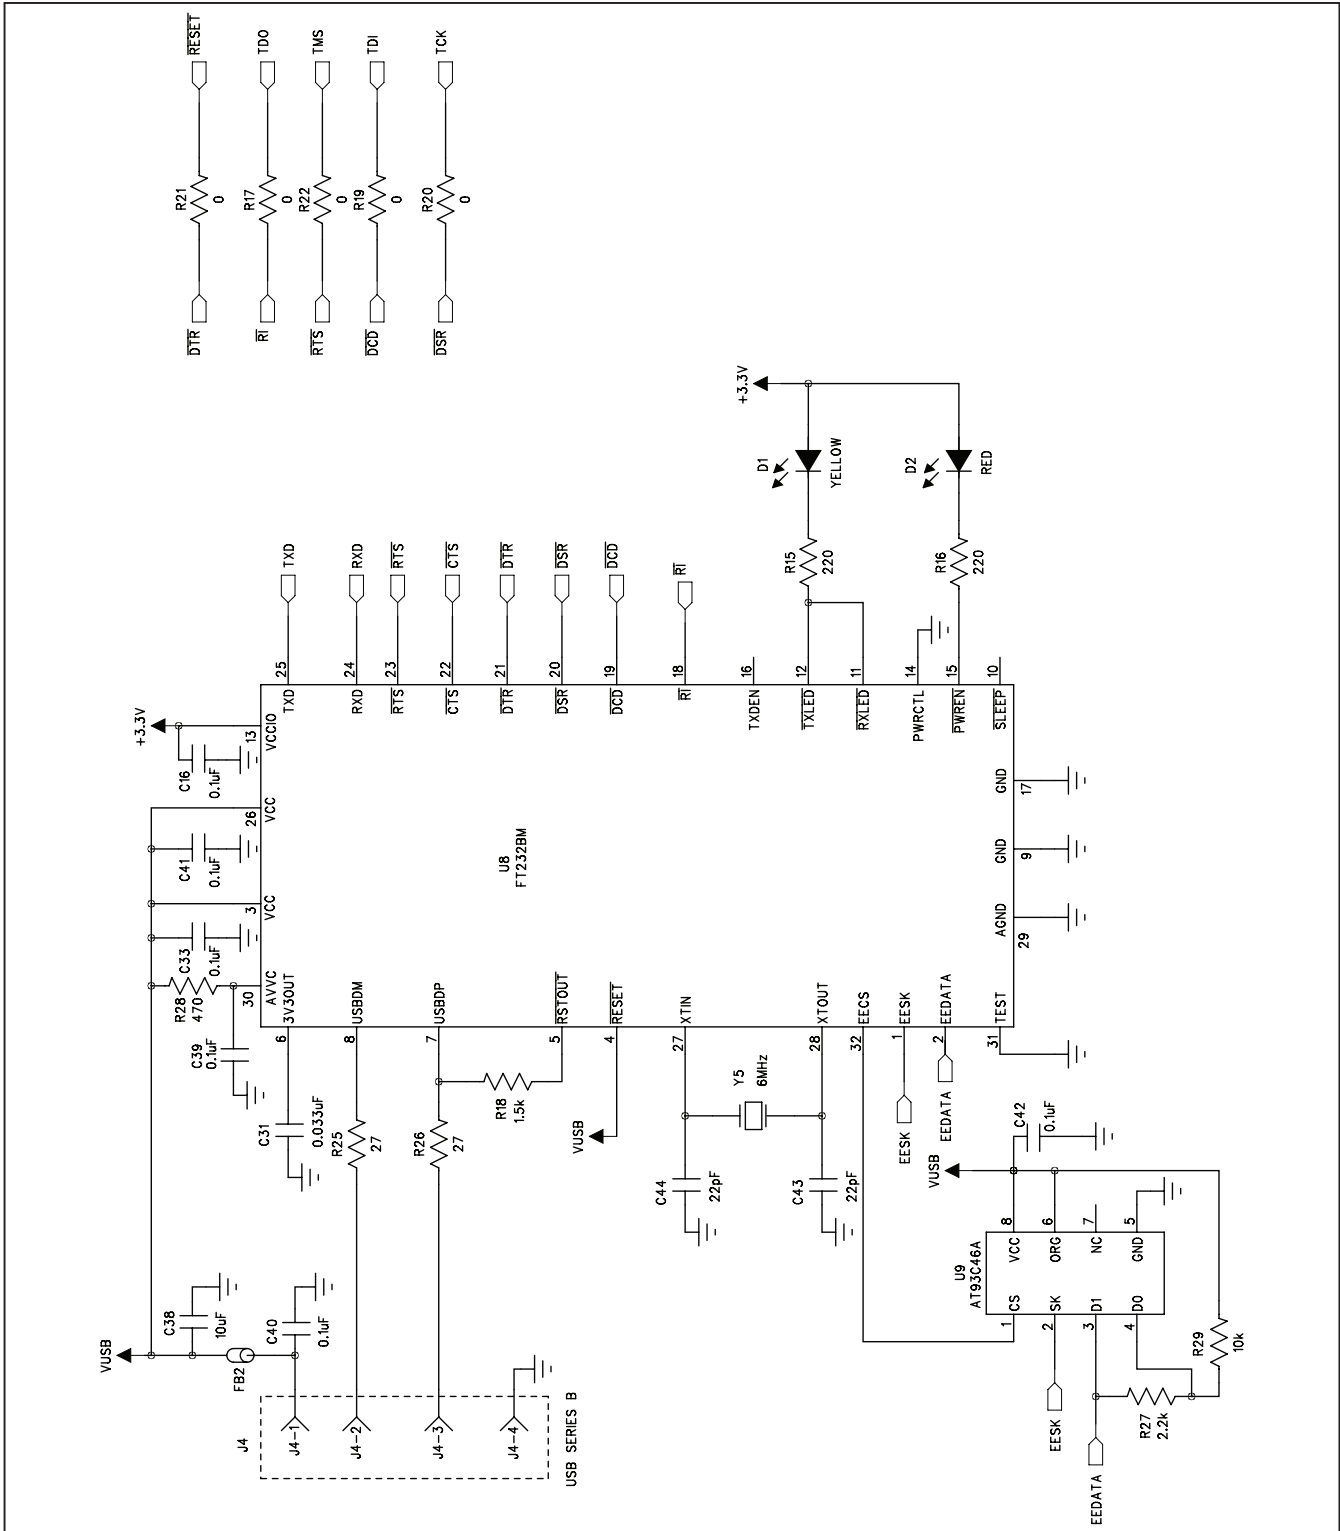 RESET
TDO
TMS
TDI
TCK
R21
0
R17
0
R22
0
R19
0
R20
0
DTR
RI
RTS
DCD
DSR
+3.3V
D1
YELLOW
D2
RED
R15
220
R16
220
TXD
RXD
RTS
CTS
DTR
DSR
DCD
RI
25
24
23
22
21
20
19
18
16
12
11
14
15
10
TXD
RXD
RTS
CTS
DTR
DSR
DCD
RI
TXDEN
TXLED
RXLED
PWRCTL
PWREN
SLEEP
+3.3V
13
VCCIO
C16
0.1uF
26
VCC
C41
0.1uF
3
VCC
C33
0.1uF
R28
470
30
AVVC
C39
0.1uF
U8
FT232BM
GND
17
GND
9
AGND
29
TEST
31
3V3OUT
6
USBDM
8
USBDP
7
RSTOUT
5
RESET
4
XTIN
27
XTOUT
28
EECS
32
EESK
1
EEDATA
2
C31
0.033uF
R25
27
R26
27
R18
1.5k
VUSB
Y5
6MHz
C44
22pF
C43
22pF
EESK
EEDATA
VUSB
C42
0.1uF
U9
AT93C46A
8
VCC
6
ORG
7
NC
5
GND
CS
1
SK
2
D1
3
D0
4
R29
10k
R27
2.2k
EESK
EEDATA
VUSB
C38
10uF
FB2
C40
0.1uF
J4
J4-1
J4-2
J4-3
J4-4
USB SERIES B